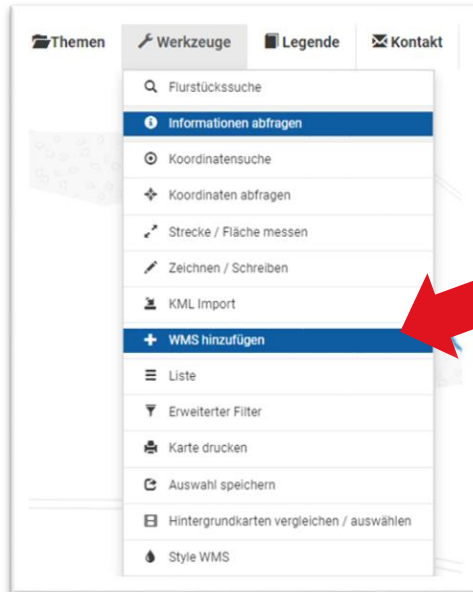 Themen Werkzeuge Legende Kontakt
Flurstückssuche
Informationen abfragen
Koordinatensuche
Koordinaten abfragen
Strecke / Fläche messen
Zeichnen / Schreiben
KML Import
WMS hinzufügen
Liste
Erweiterter Filter
Karte drucken
Auswahl speichern
Hintergrundkarten vergleichen / auswählen
Style WMS